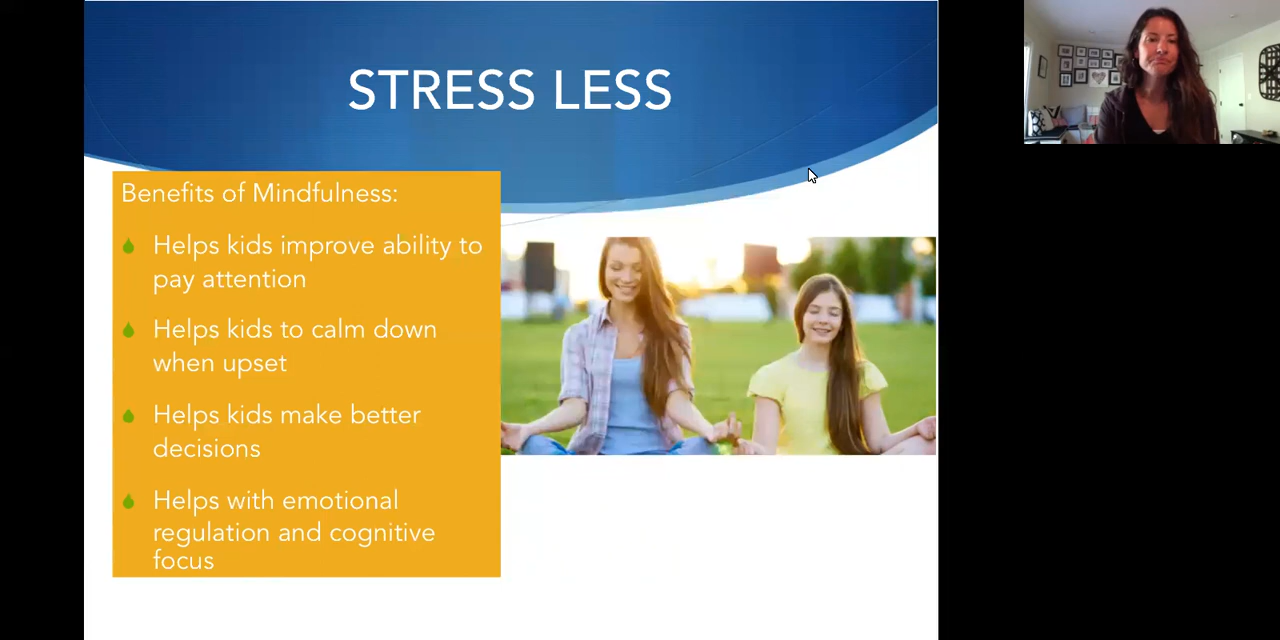 STRESS LESS
Benefits of Mindfulness:
Helps kids improve ability to
pay attention
Helps kids to calm down
when upset
Helps kids make better
decisions
Helps with emotional
regulation and cognitive
focus